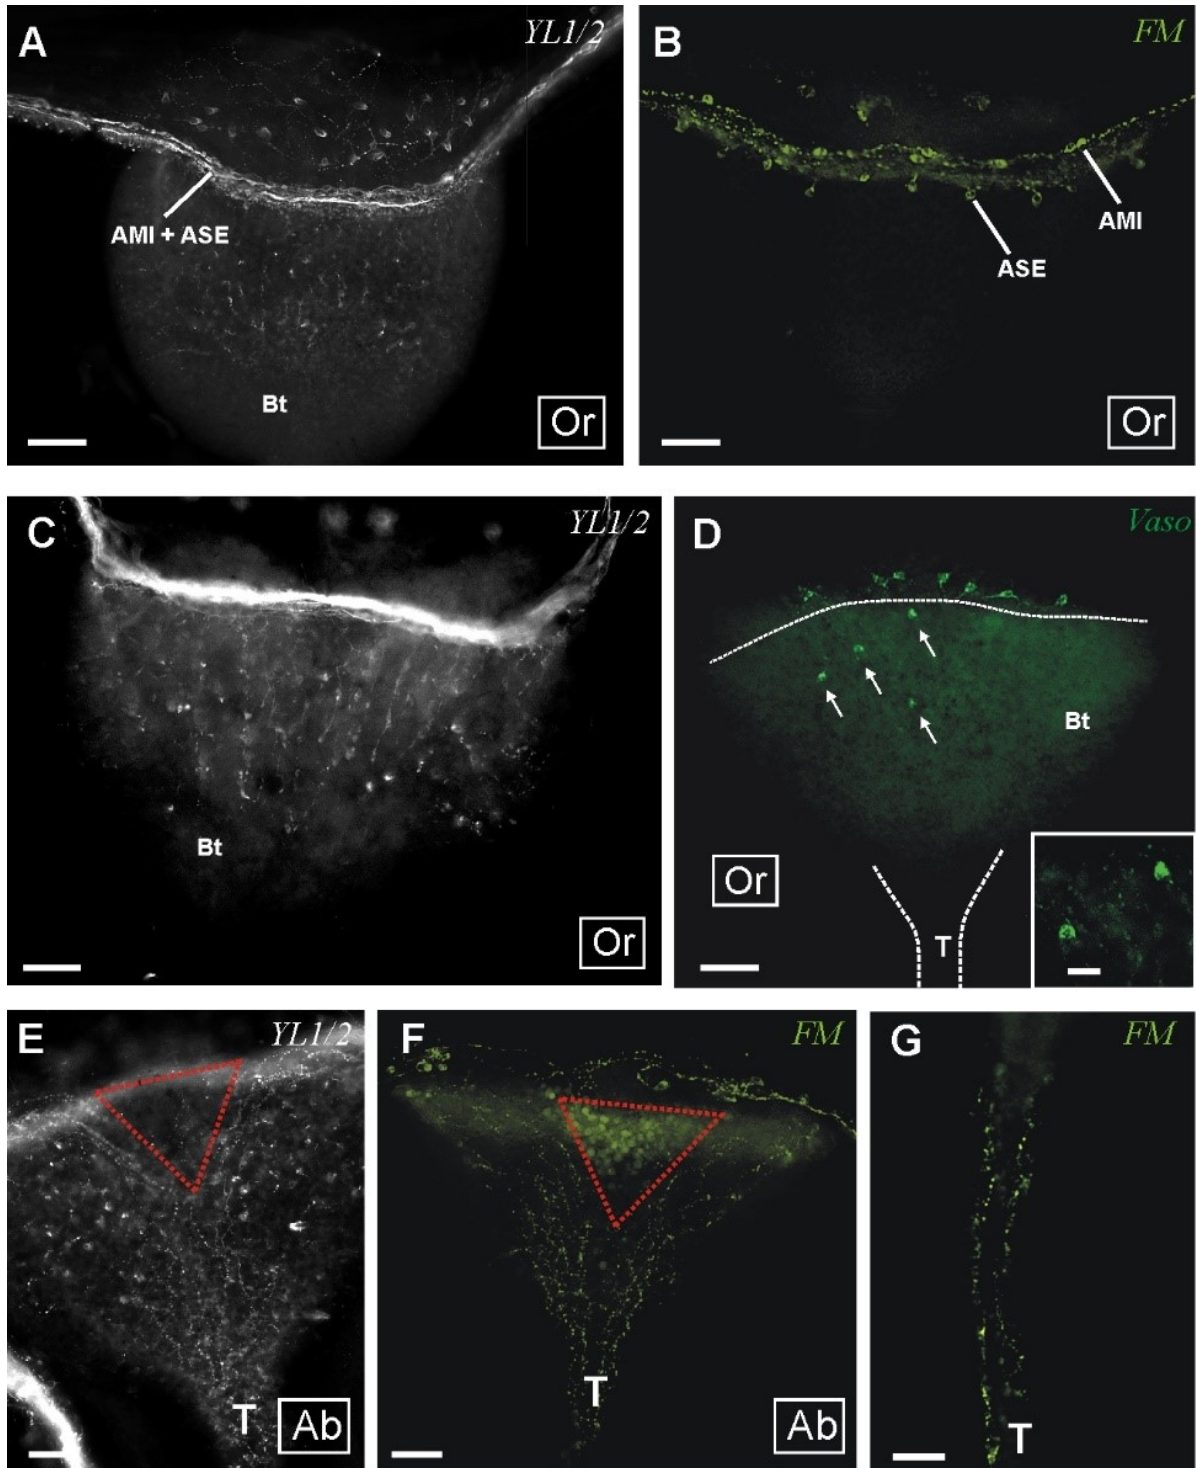 A
YL1/2
AMI + ASE
Bt
Or
B
FM
AMI
ASE
Or
C
YL1/2
Bt
Or
D
Vaso
Bt
Or
T
E
YL1/2
T
Ab
F
FM
T
Ab
G
FM
T